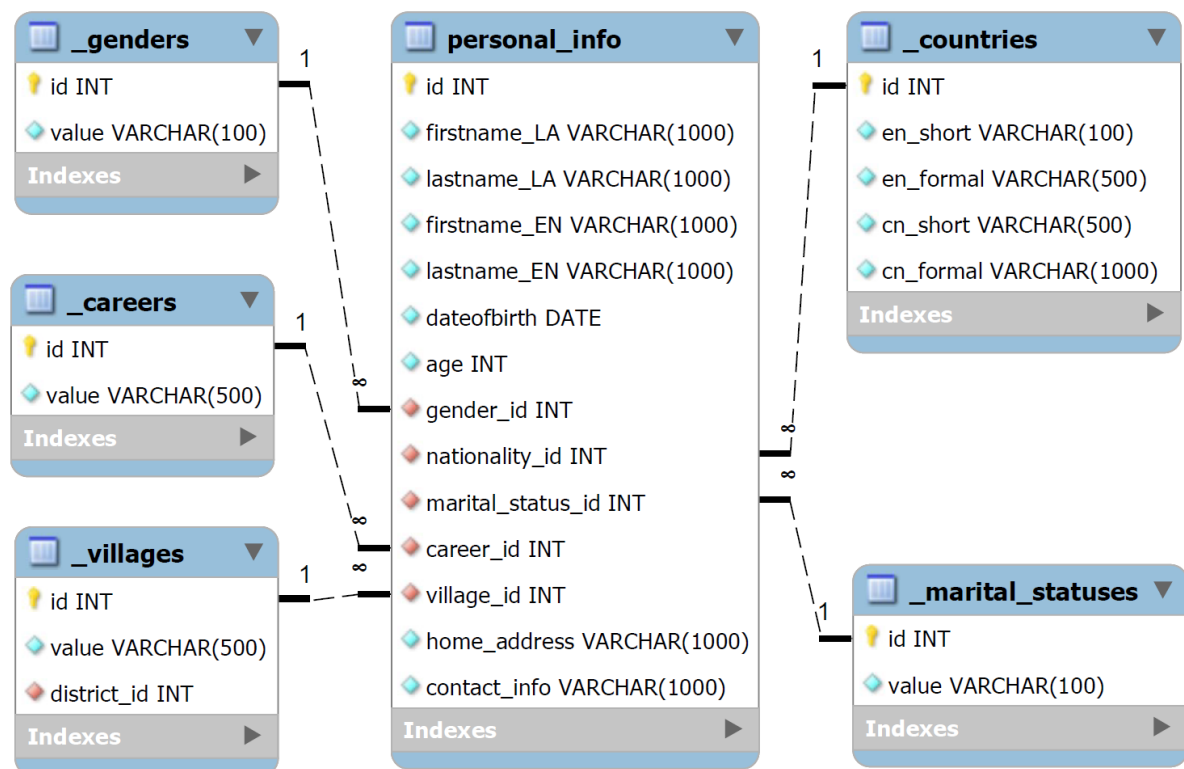 _genders
id INT
value VARCHAR(100)
Indexes
1
_careers
id INT
value VARCHAR(500)
Indexes
1
_villages
id INT
value VARCHAR(500)
district_id INT
Indexes
1
personal_info
id INT
firstname_LA VARCHAR(1000)
lastname_LA VARCHAR(1000)
firstname_EN VARCHAR(1000)
lastname_EN VARCHAR(1000)
dateofbirth DATE
age INT
∞
gender_id INT
nationality_id INT
∞
marital_status_id INT
∞
∞
career_id INT
∞
village_id INT
home_address VARCHAR(1000)
contact_info VARCHAR(1000)
Indexes
1
_countries
id INT
en_short VARCHAR(100)
en_formal VARCHAR(500)
cn_short VARCHAR(500)
cn_formal VARCHAR(1000)
Indexes
1
_marital_statuses
id INT
value VARCHAR(100)
Indexes